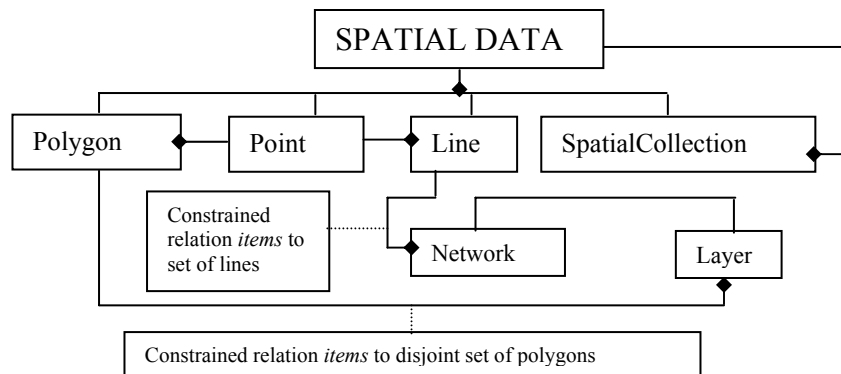 SPATIAL DATA
Polygon
Point
Line
SpatialCollection
Constrained
relation items to
set of lines
Network
Layer
Constrained relation items to disjoint set of polygons